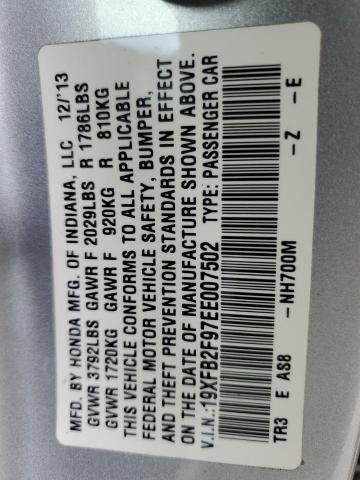 MFD. BY HONDA MFG. OF INDIANA, LLC 12/'13
GVWR 3792LBS GAWR F 2029LBS R 1786LBS
GVWR 1720KG GAWR F 920KG R 810KG
THIS VEHICLE CONFORMS TO ALL APPLICABLE
FEDERAL MOTOR VEHICLE SAFETY, BUMPER,
AND THEFT PREVENTION STANDARDS IN EFFECT
ON THE DATE OF MANUFACTURE SHOWN ABOVE.
V.I.N.:19XFB2F97EE007502 TYPE: PASSENGER CAR
TR3 E AS8 -NH700M -Z -E